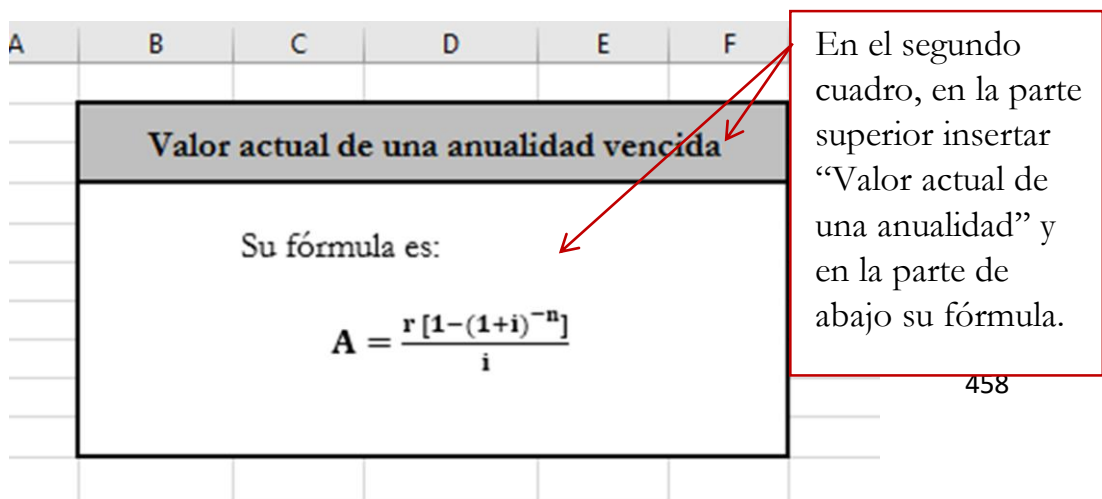 A B C D E F
Valor actual de una anualidad vencida
Su fórmula es:
A = r [1−(1+i)⁻ⁿ] / i
En el segundo
cuadro, en la parte
superior insertar
“Valor actual de
una anualidad” y
en la parte de
abajo su fórmula.
458